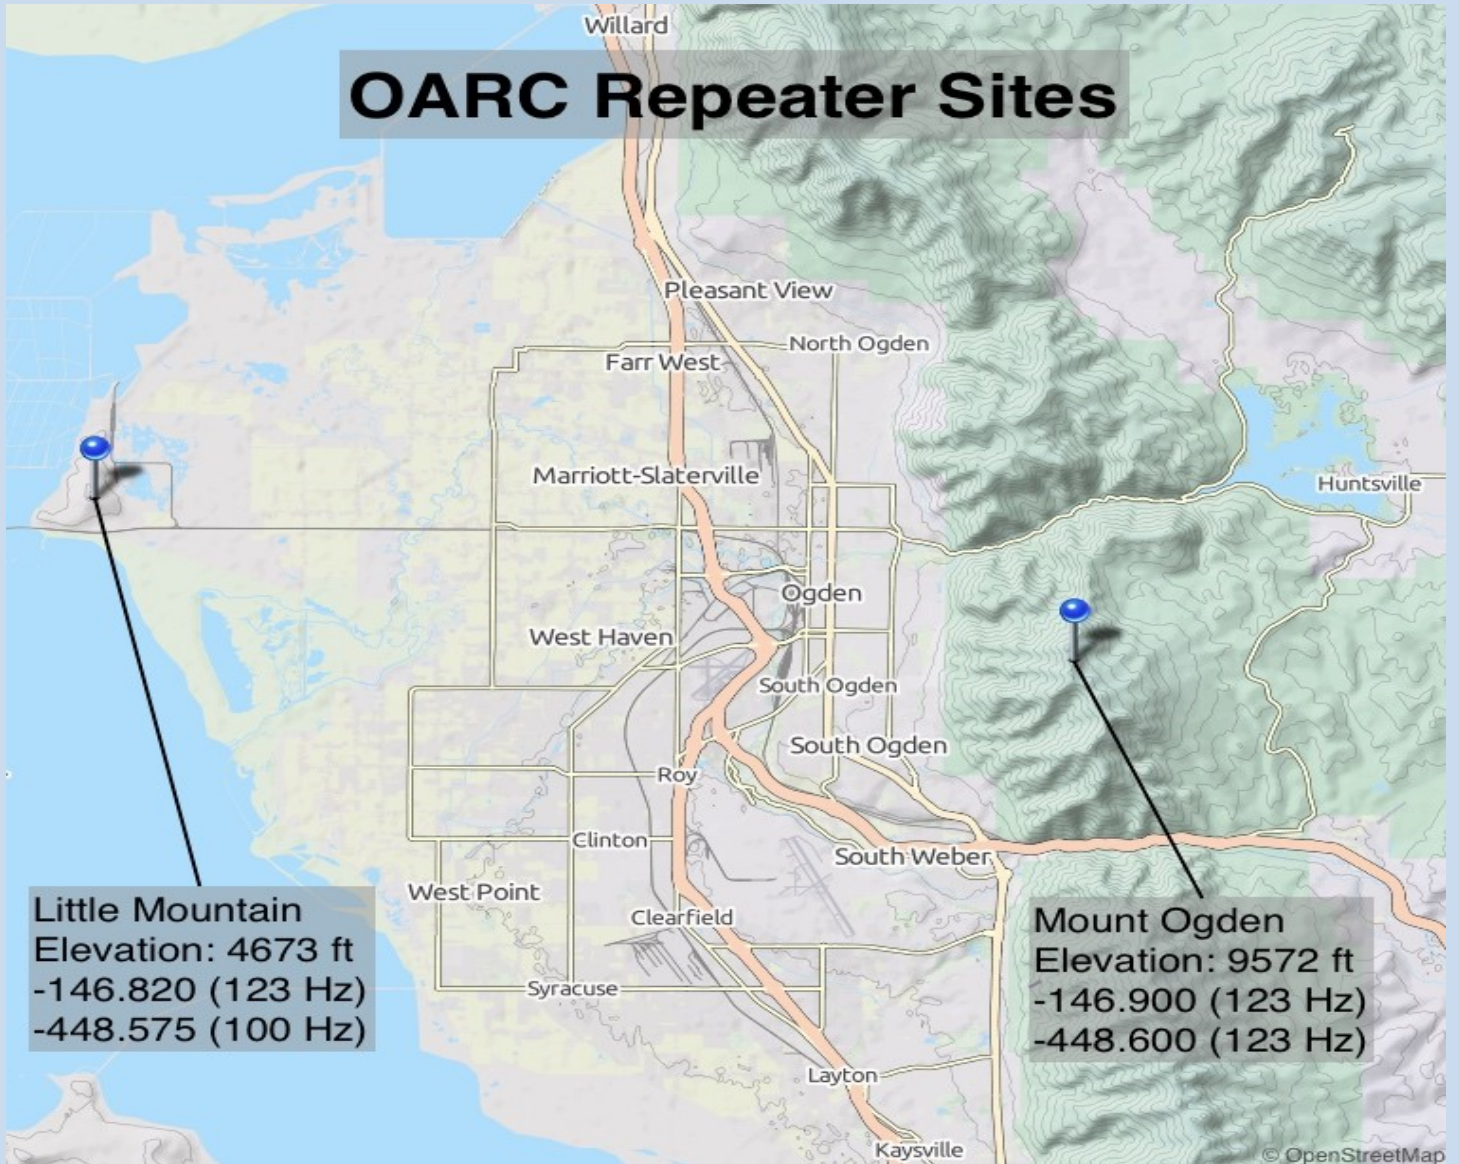 Willard
OARC Repeater Sites
Pleasant View
North Ogden
Farr West
Marriott-Slaterville
Huntsville
Ogden
West Haven
South Ogden
South Ogden
Roy
Clinton
South Weber
West Point
Clearfield
Little Mountain
Elevation: 4673 ft
-146.820 (123 Hz)
-448.575 (100 Hz)
Mount Ogden
Elevation: 9572 ft
-146.900 (123 Hz)
-448.600 (123 Hz)
Syracuse
Layton
Kaysville
© OpenStreetMap